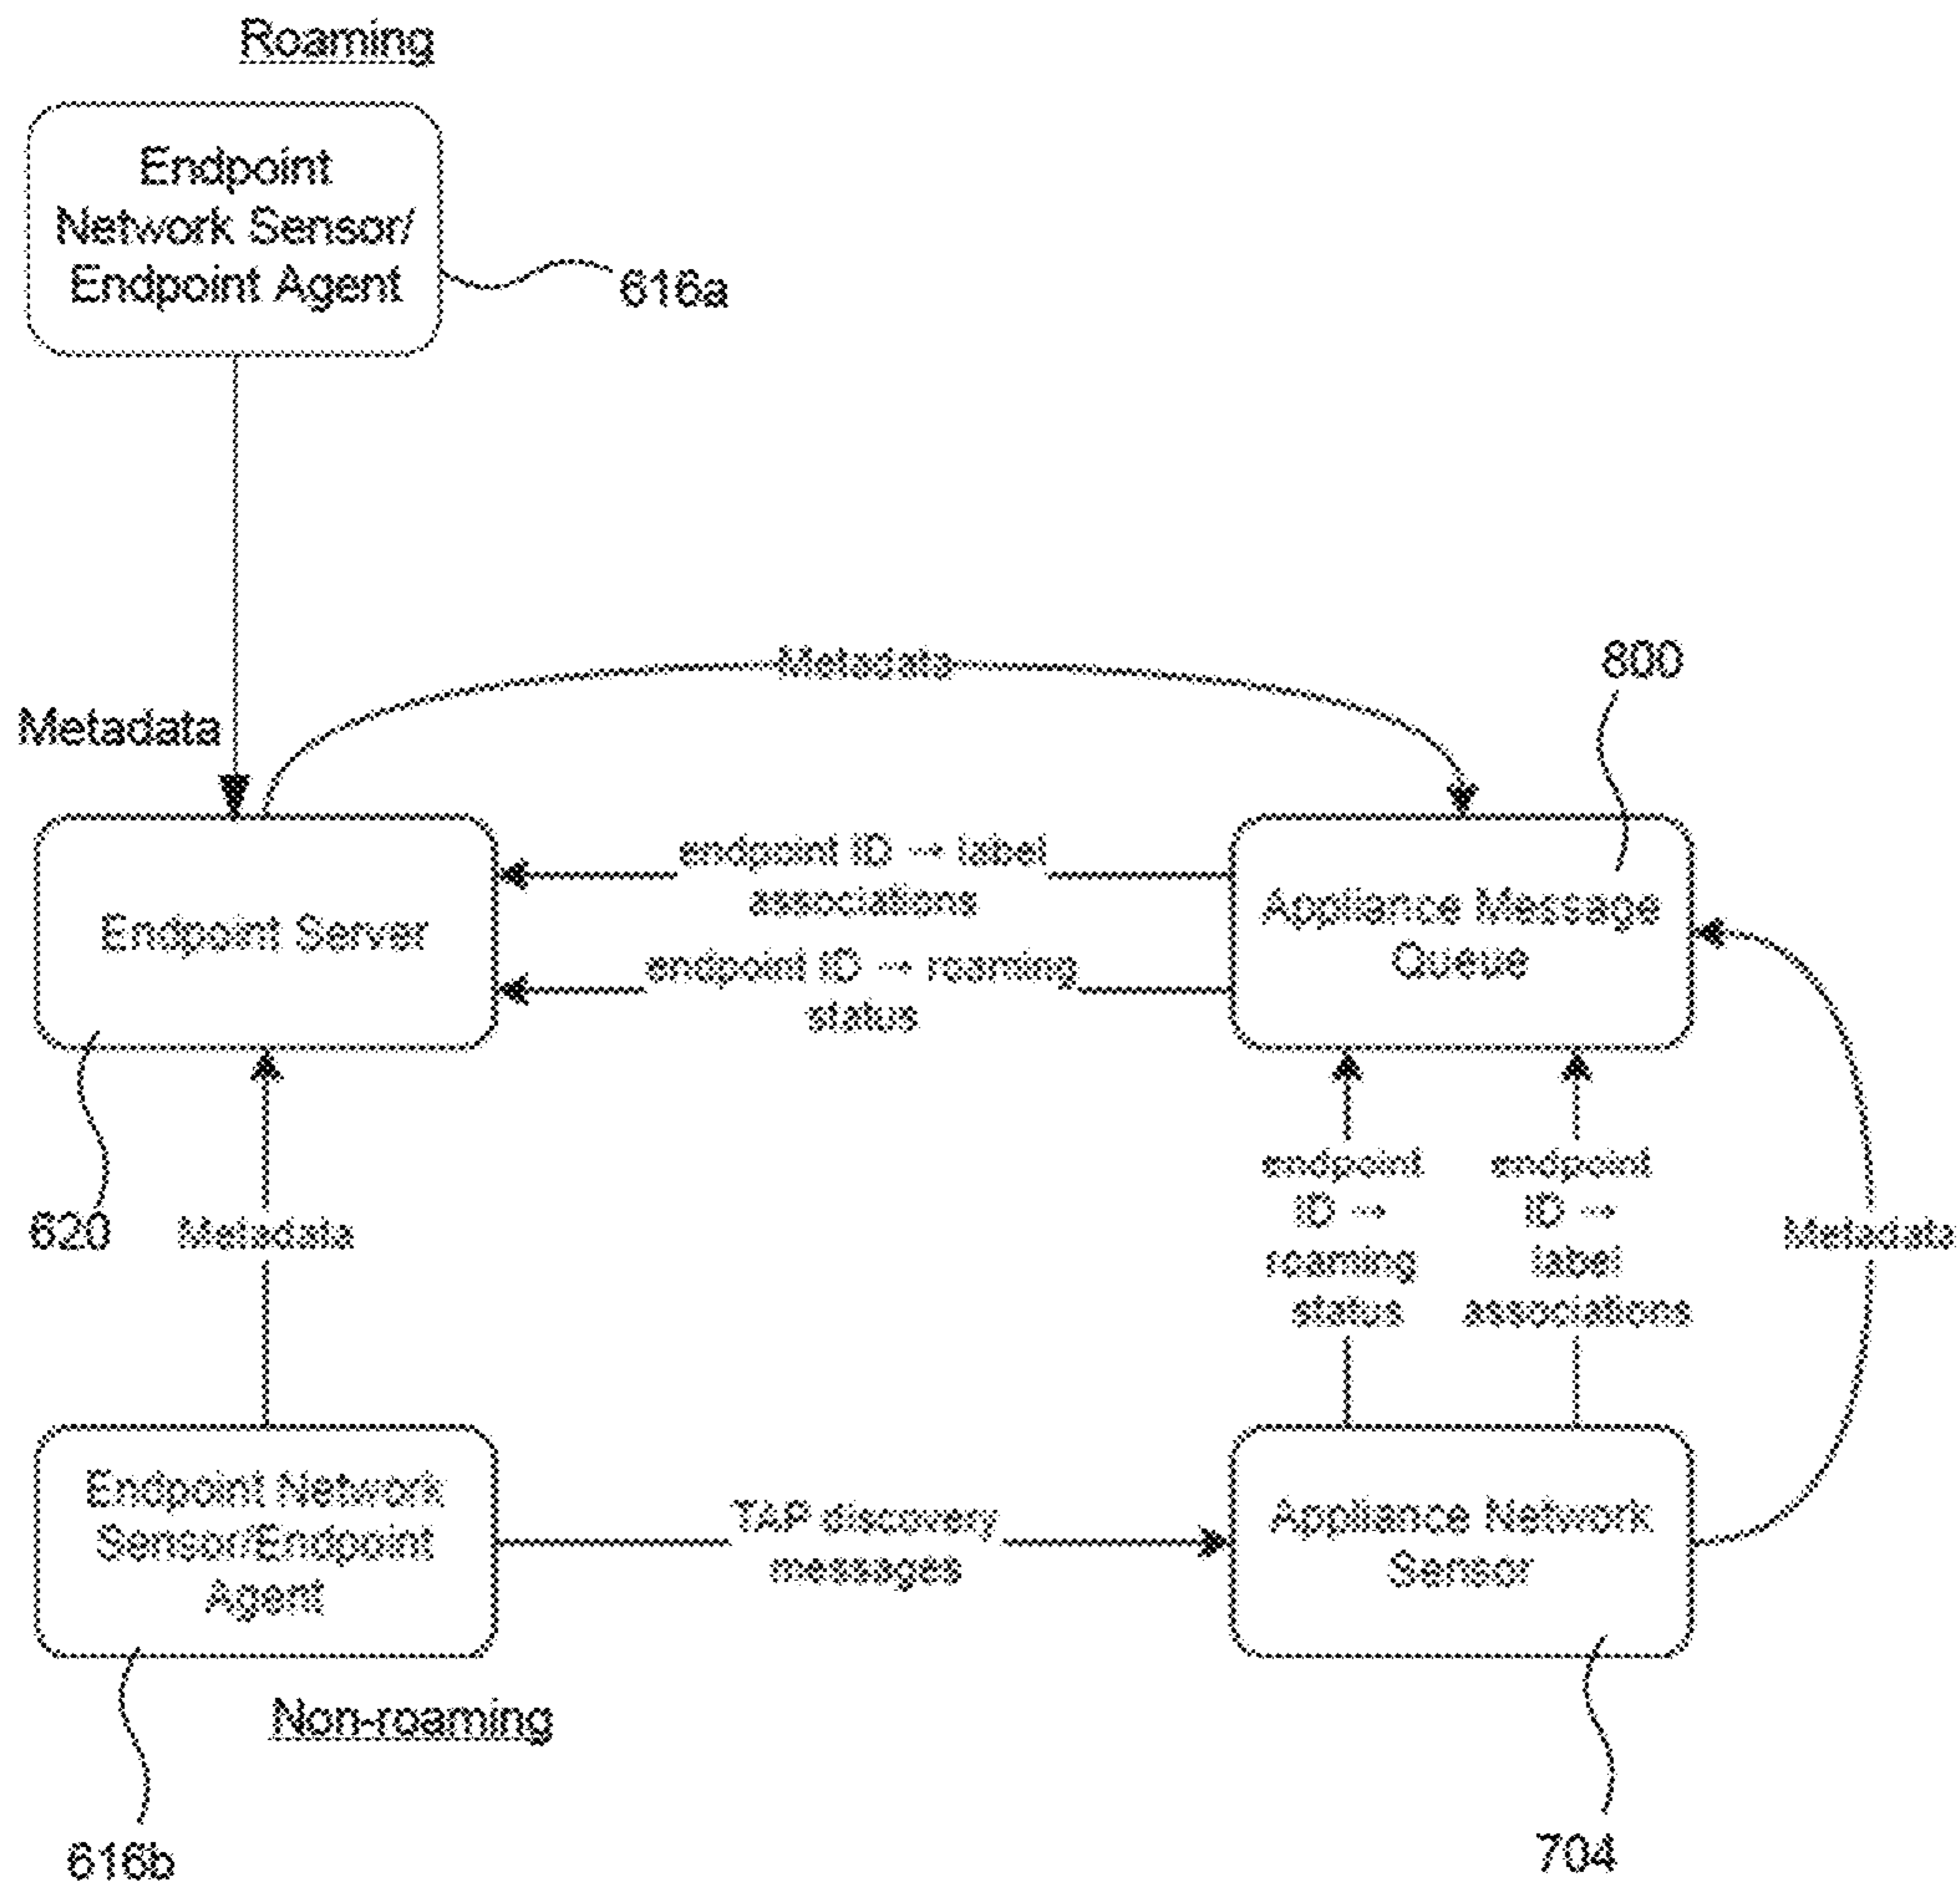 Roaming
Endpoint
Network Sensor/
Endpoint Agent
616a
Metadata
Metadata
800
endpoint ID → label
associations
endpoint ID → roaming
status
Endpoint Server
Appliance Message
Queue
620
Metadata
endpoint
ID →
roaming
status
endpoint
ID →
label
associations
Metadata
Endpoint Network
Sensor/Endpoint
Agent
TAP discovery
messages
Appliance Network
Sensor
Non-roaming
616b
704